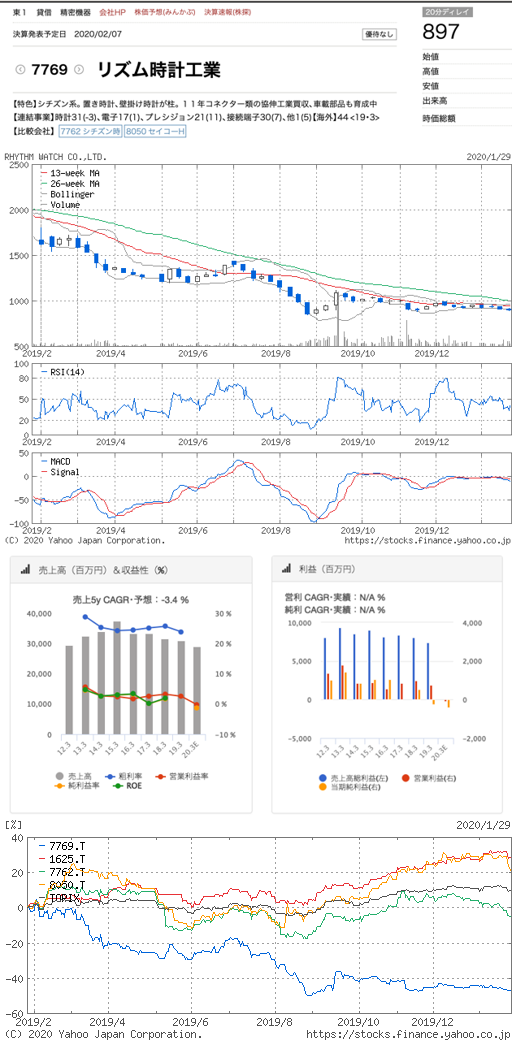 東1 貸借 精密機器 会社HP 株価予想(みんかぶ) 決算速報(株探)
20分ディレイ
897
決算発表予定日 2020/02/07
優待なし
7769 リズム時計工業
始値
高値
安値
出来高
時価総額
【特色】シチズン系。置き時計、壁掛け時計が柱。11年コネクター類の協伸工業買収、車載部品も育成中
【連結事業】時計31(-3)、電子17(1)、プレシジョン21(11)、接続端子30(7)、他1(5)【海外】44 <19・3>
【比較会社】 7762 シチズン時 8050 セイコーH
RHYTHM WATCH CO.,LTD.
2020/1/29
2500
2000
1500
1000
500
13-week MA
26-week MA
Bollinger
Volume
2019/2 2019/4 2019/6 2019/8 2019/10 2019/12
100
50
0
RSI(14)
2019/2 2019/4 2019/6 2019/8 2019/10 2019/12
50
0
-50
-100
MACD
Signal
2019/2 2019/4 2019/6 2019/8 2019/10 2019/12
(C) 2020 Yahoo Japan Corporation.
https://stocks.finance.yahoo.co.jp/
売上高（百万円）＆収益性（%）
売上5y CAGR・予想：-3.4 %
40,000
30,000
20,000
10,000
0
30 %
20 %
10 %
0 %
-10 %
12.3 13.3 14.3 15.3 16.3 17.3 18.3 19.3 20.3E
売上高 粗利率 営業利益率
純利益率 ROE
利益（百万円）
営利 CAGR・実績：N/A %
純利 CAGR・実績：N/A %
10,000
5,000
0
-5,000
4,000
2,000
0
-2,000
12.3 13.3 14.3 15.3 16.3 17.3 18.3 19.3 20.3E
売上高総利益(左) 営業利益(右)
当期純利益(右)
[%]
2020/1/29
40
20
0
-20
-40
-60
7769.T
1625.T
7762.T
8050.T
TOPIX
2019/2 2019/4 2019/6 2019/8 2019/10 2019/12
(C) 2020 Yahoo Japan Corporation.
https://stocks.finance.yahoo.co.jp/